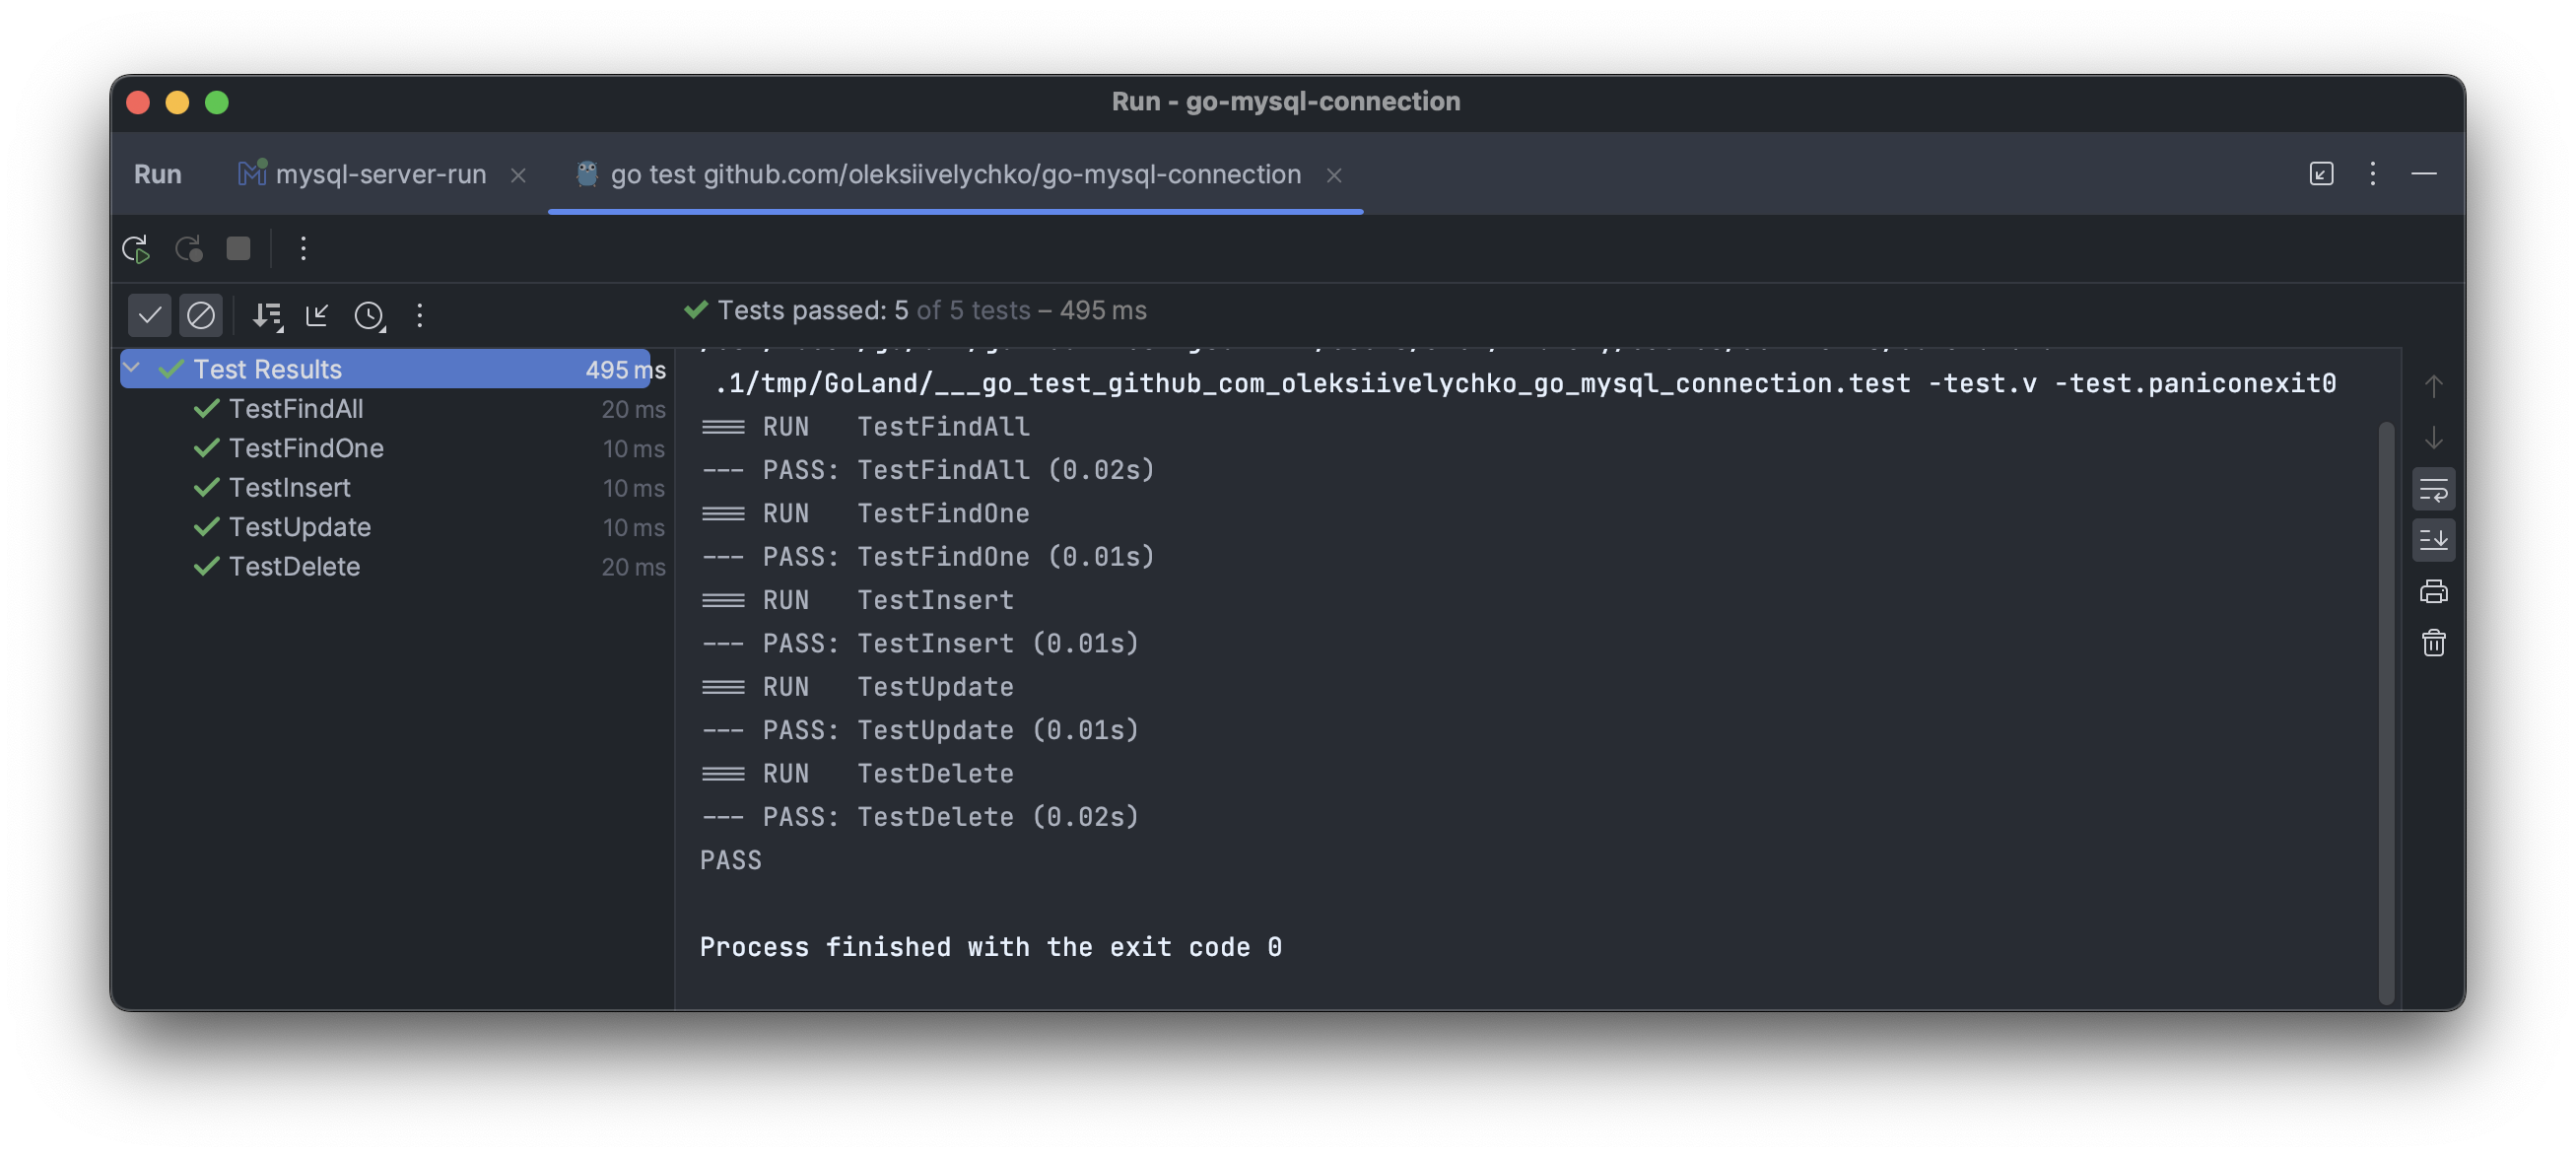 Run - go-mysql-connection
Run mysql-server-run go test github.com/oleksiivelychko/go-mysql-connection
Tests passed: 5 of 5 tests – 495 ms
Test Results 495 ms
TestFindAll 20 ms
TestFindOne 10 ms
TestInsert 10 ms
TestUpdate 10 ms
TestDelete 20 ms
.1/tmp/GoLand/___go_test_github_com_oleksiivelychko_go_mysql_connection.test -test.v -test.paniconexit0
=== RUN   TestFindAll
--- PASS: TestFindAll (0.02s)
=== RUN   TestFindOne
--- PASS: TestFindOne (0.01s)
=== RUN   TestInsert
--- PASS: TestInsert (0.01s)
=== RUN   TestUpdate
--- PASS: TestUpdate (0.01s)
=== RUN   TestDelete
--- PASS: TestDelete (0.02s)
PASS
Process finished with the exit code 0